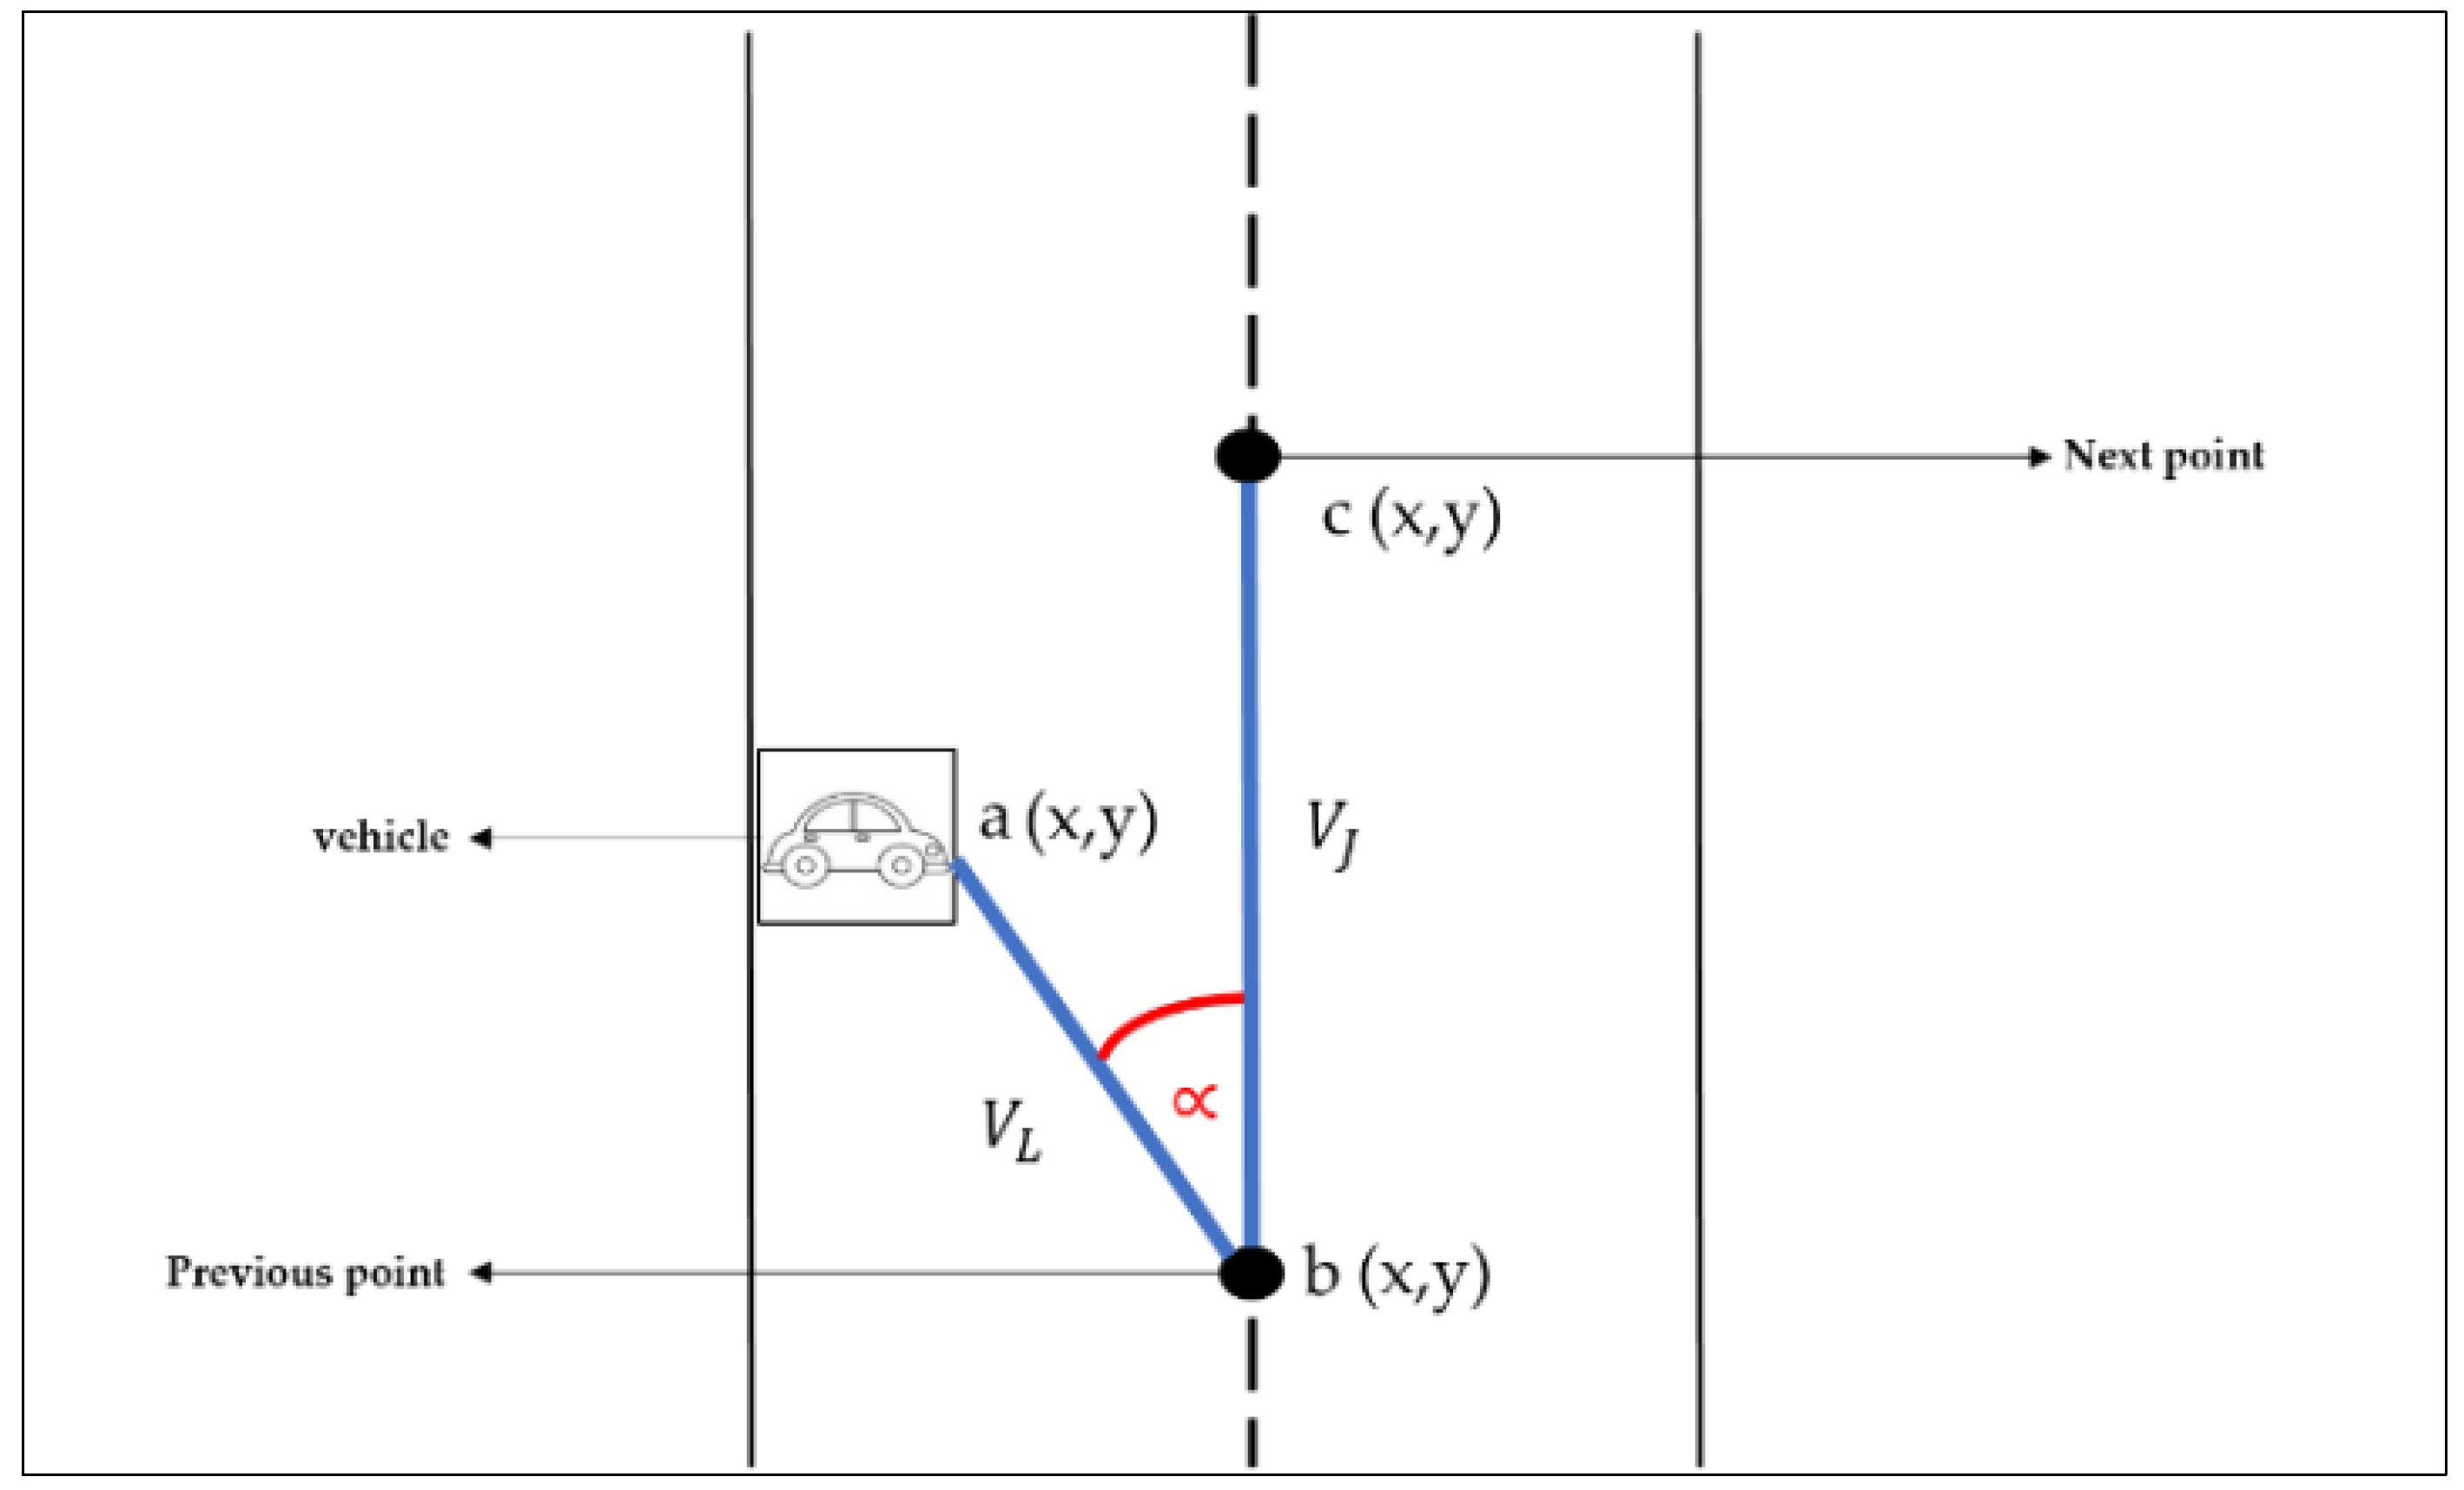 Next point
c (x,y)
vehicle
a (x,y)
V_J
∝
V_L
Previous point
b (x,y)